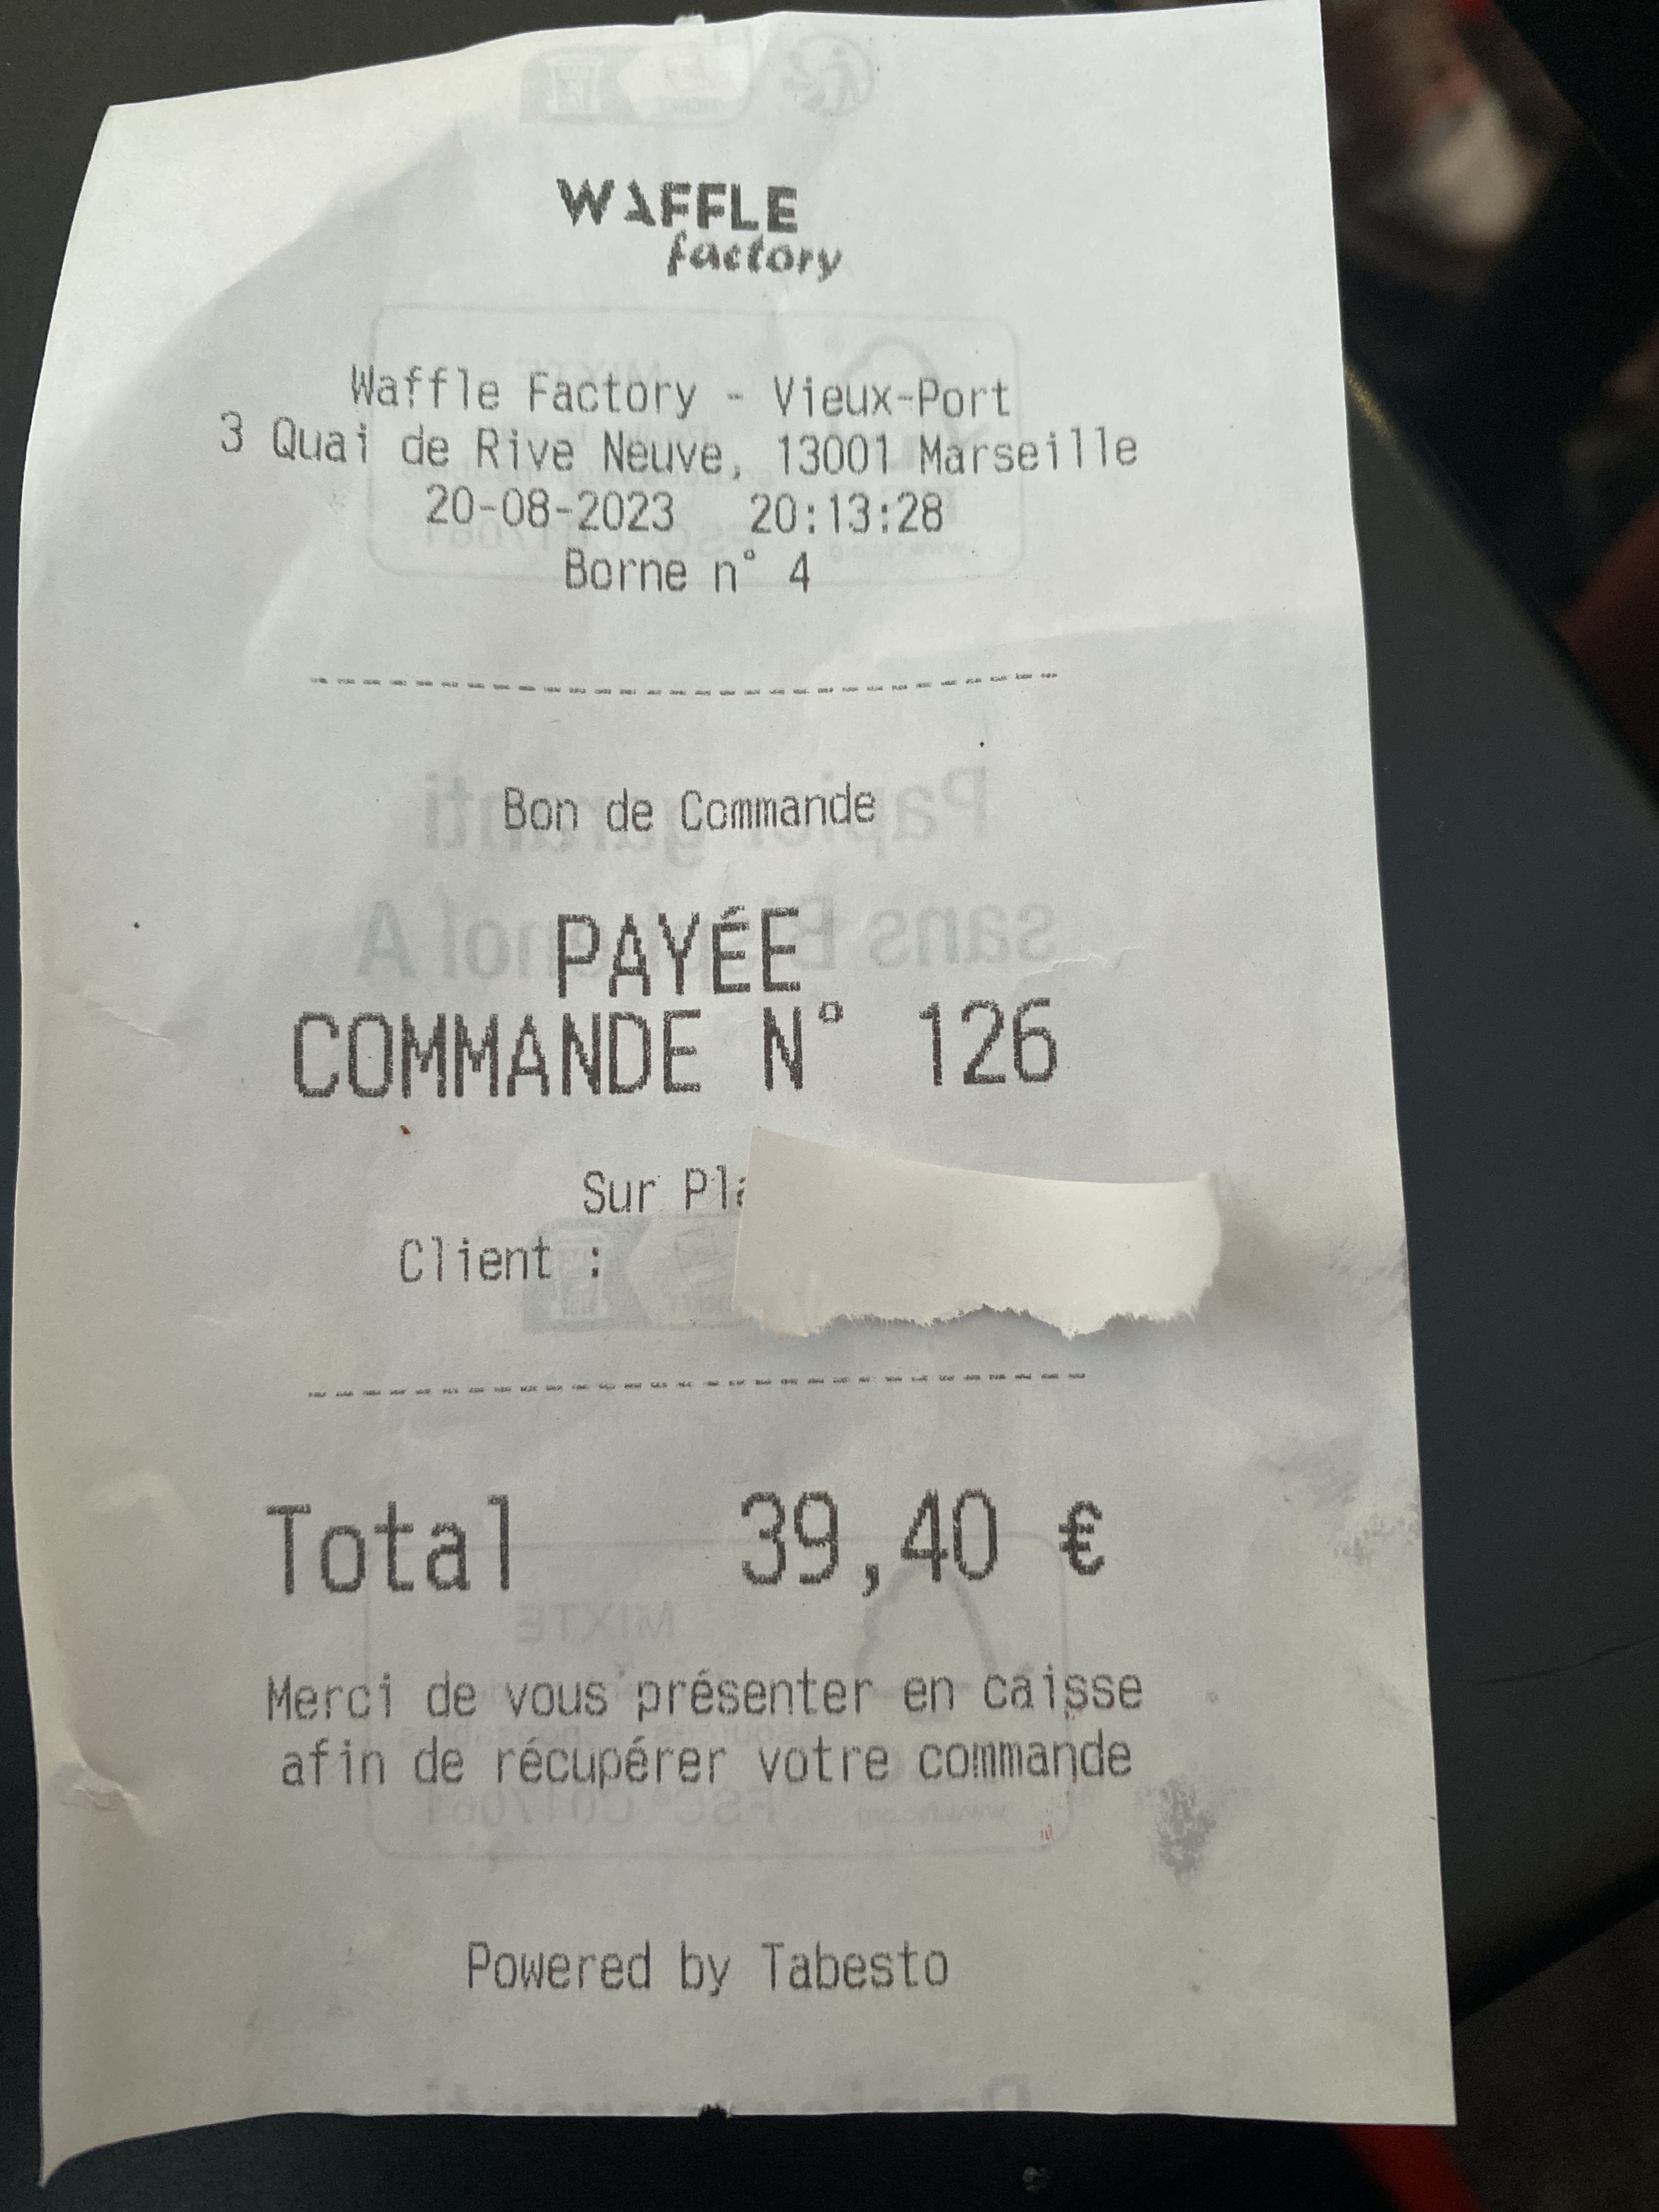 WAFFLE
factory
Waffle Factory - Vieux-Port
3 Quai de Rive Neuve, 13001 Marseille
20-08-2023 20:13:28
Borne n° 4
Bon de Commande
PAYÉE
COMMANDE N° 126
Sur
Client :
Total 39,40 €
Merci de vous présenter en caisse
afin de récupérer votre commande
Powered by Tabesto